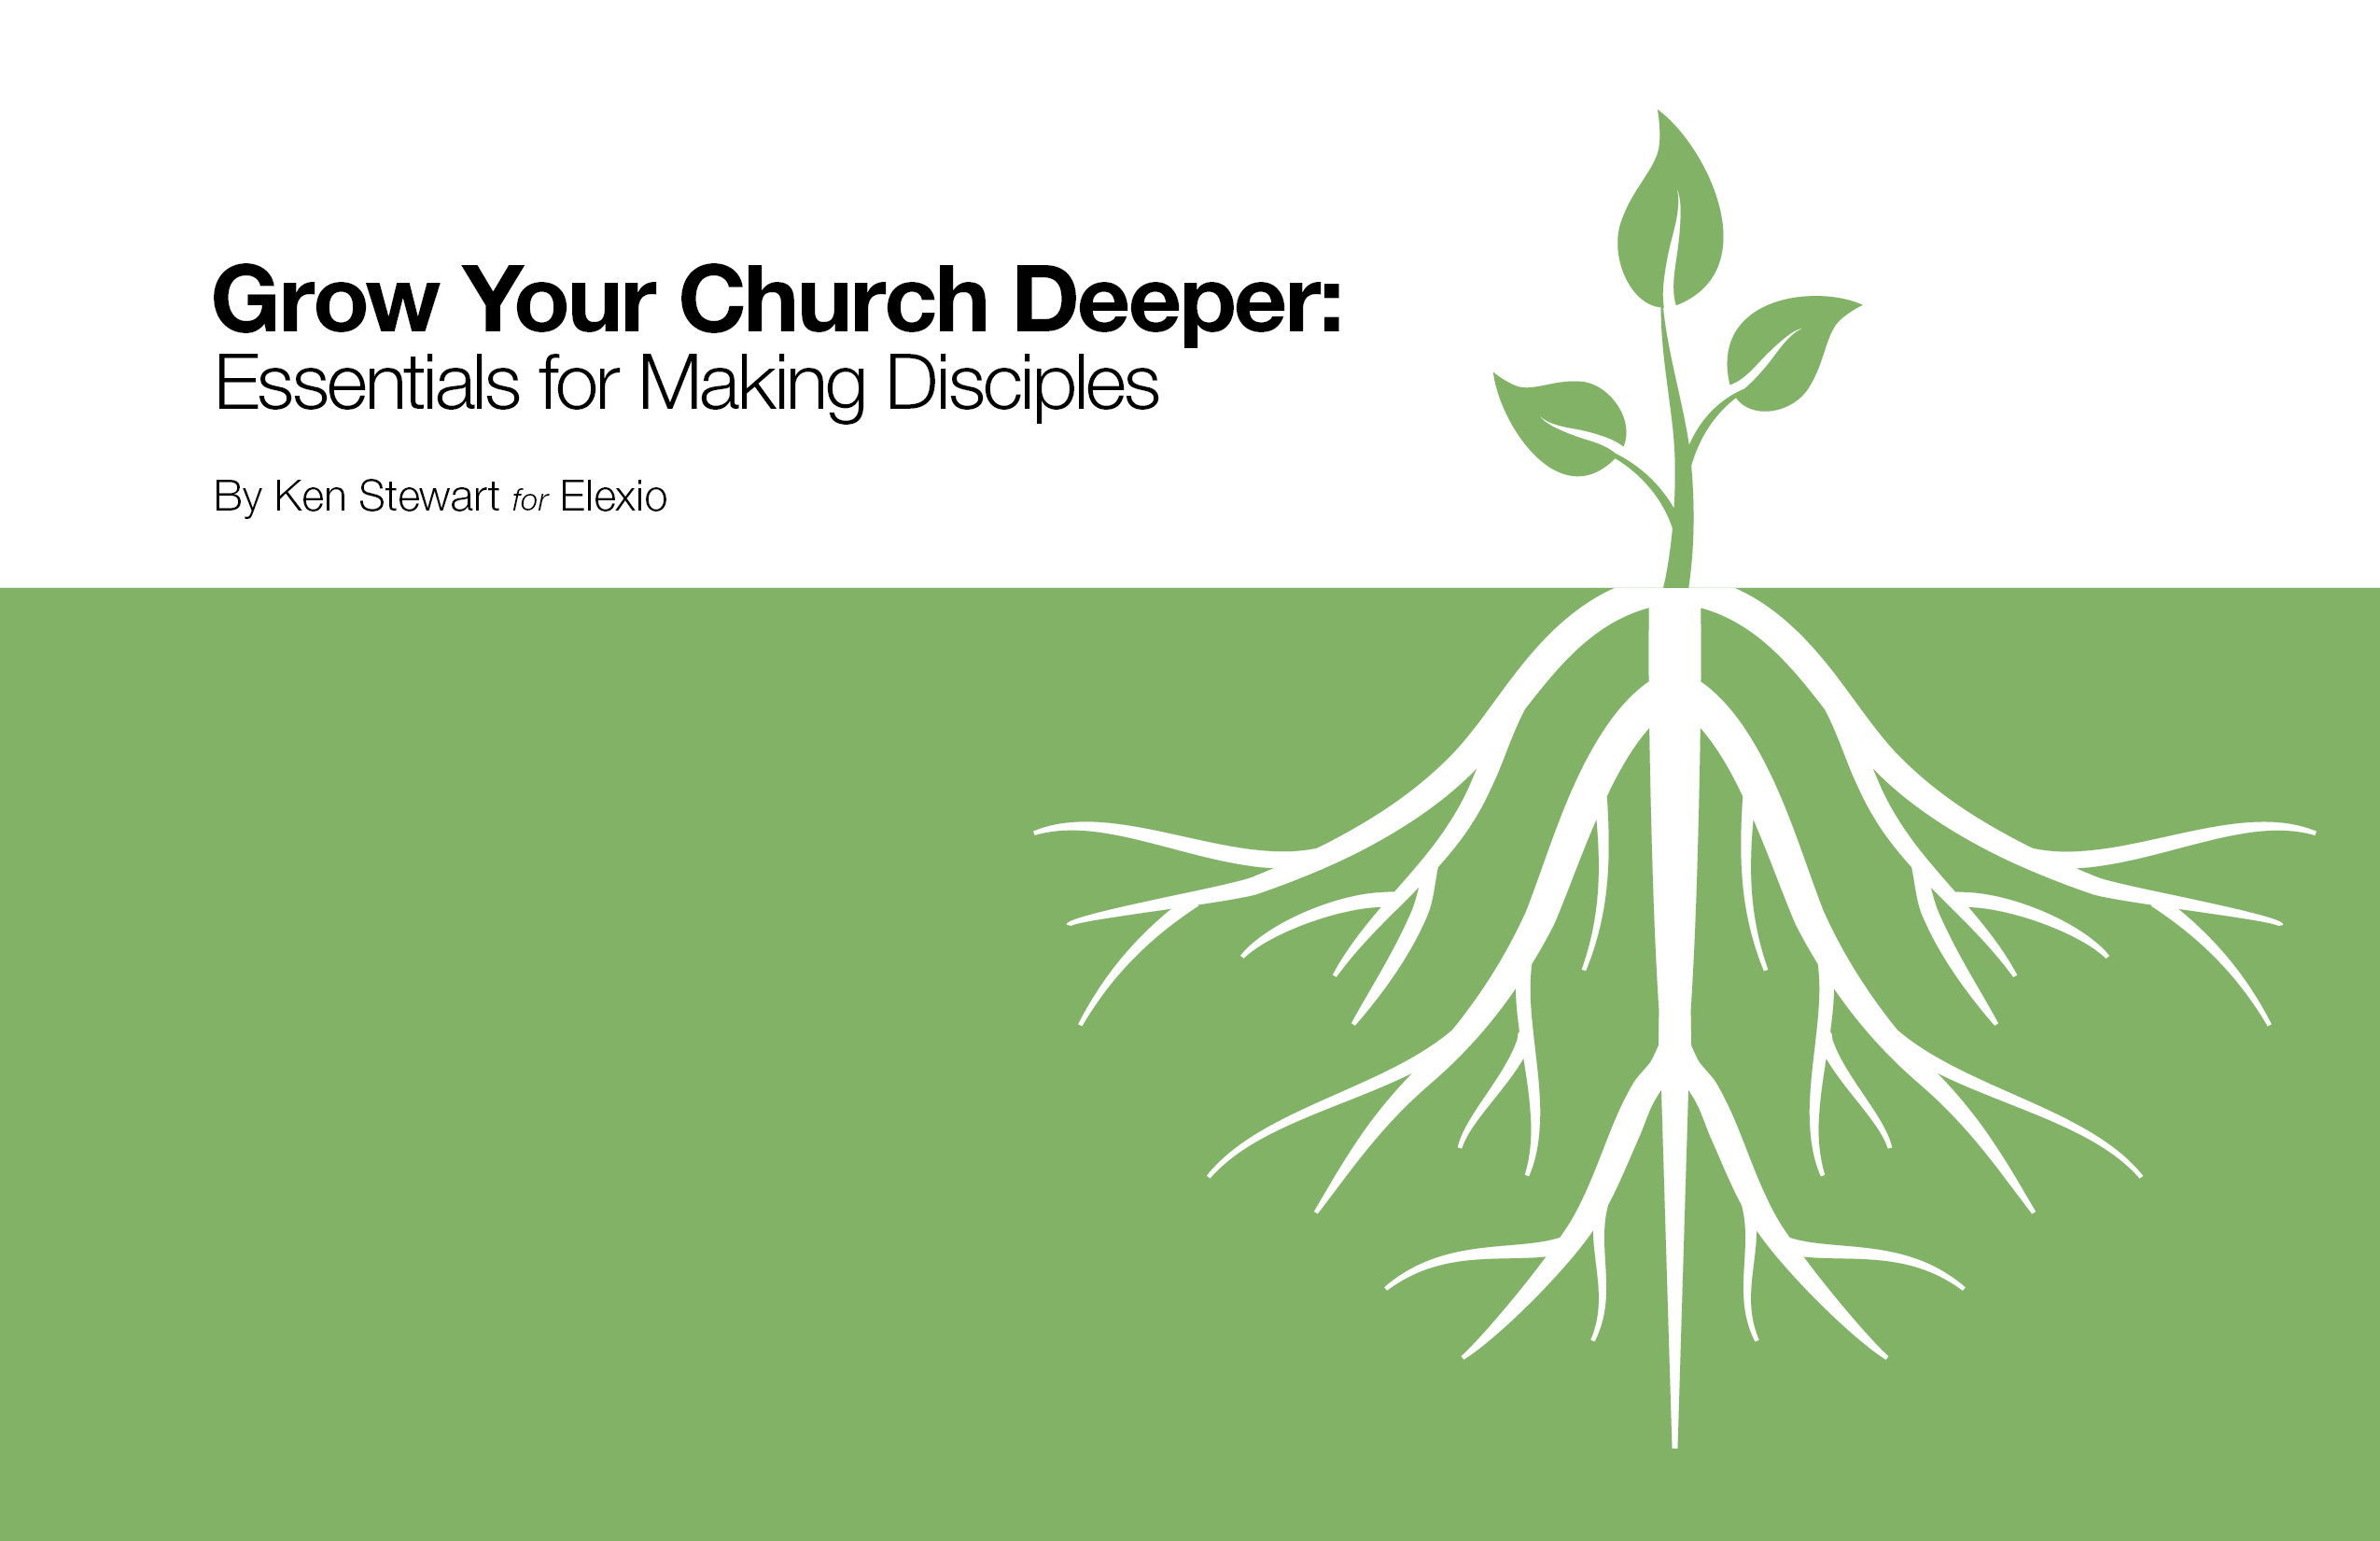 Grow Your Church Deeper:
Essentials for Making Disciples
By Ken Stewart for Elexio